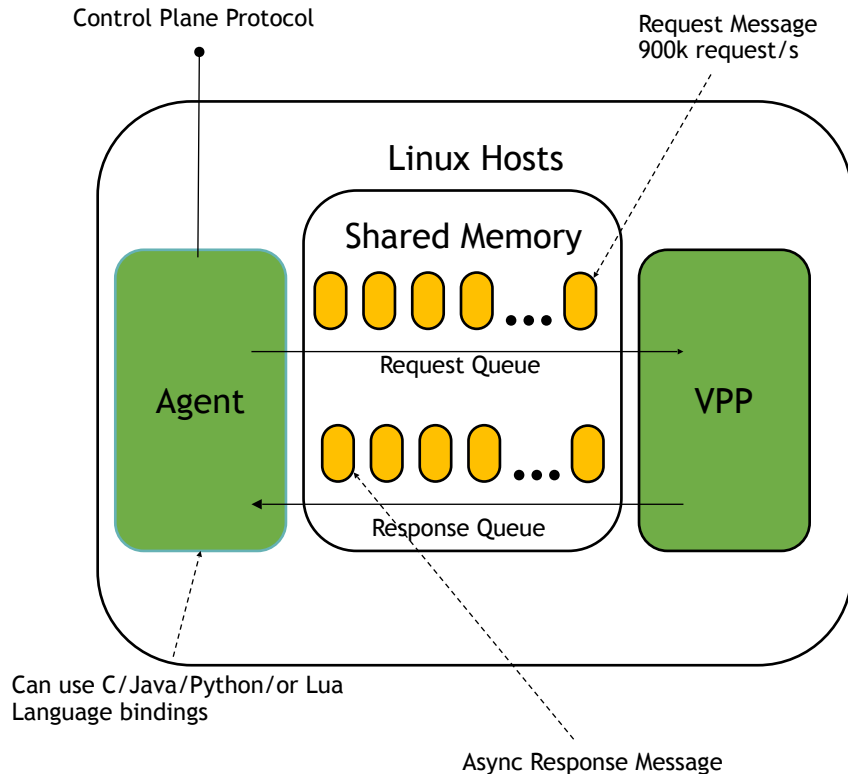 Control Plane Protocol
Request Message
900k request/s
Linux Hosts
Shared Memory
Request Queue
Agent
VPP
Response Queue
Can use C/Java/Python/or Lua
Language bindings
Async Response Message